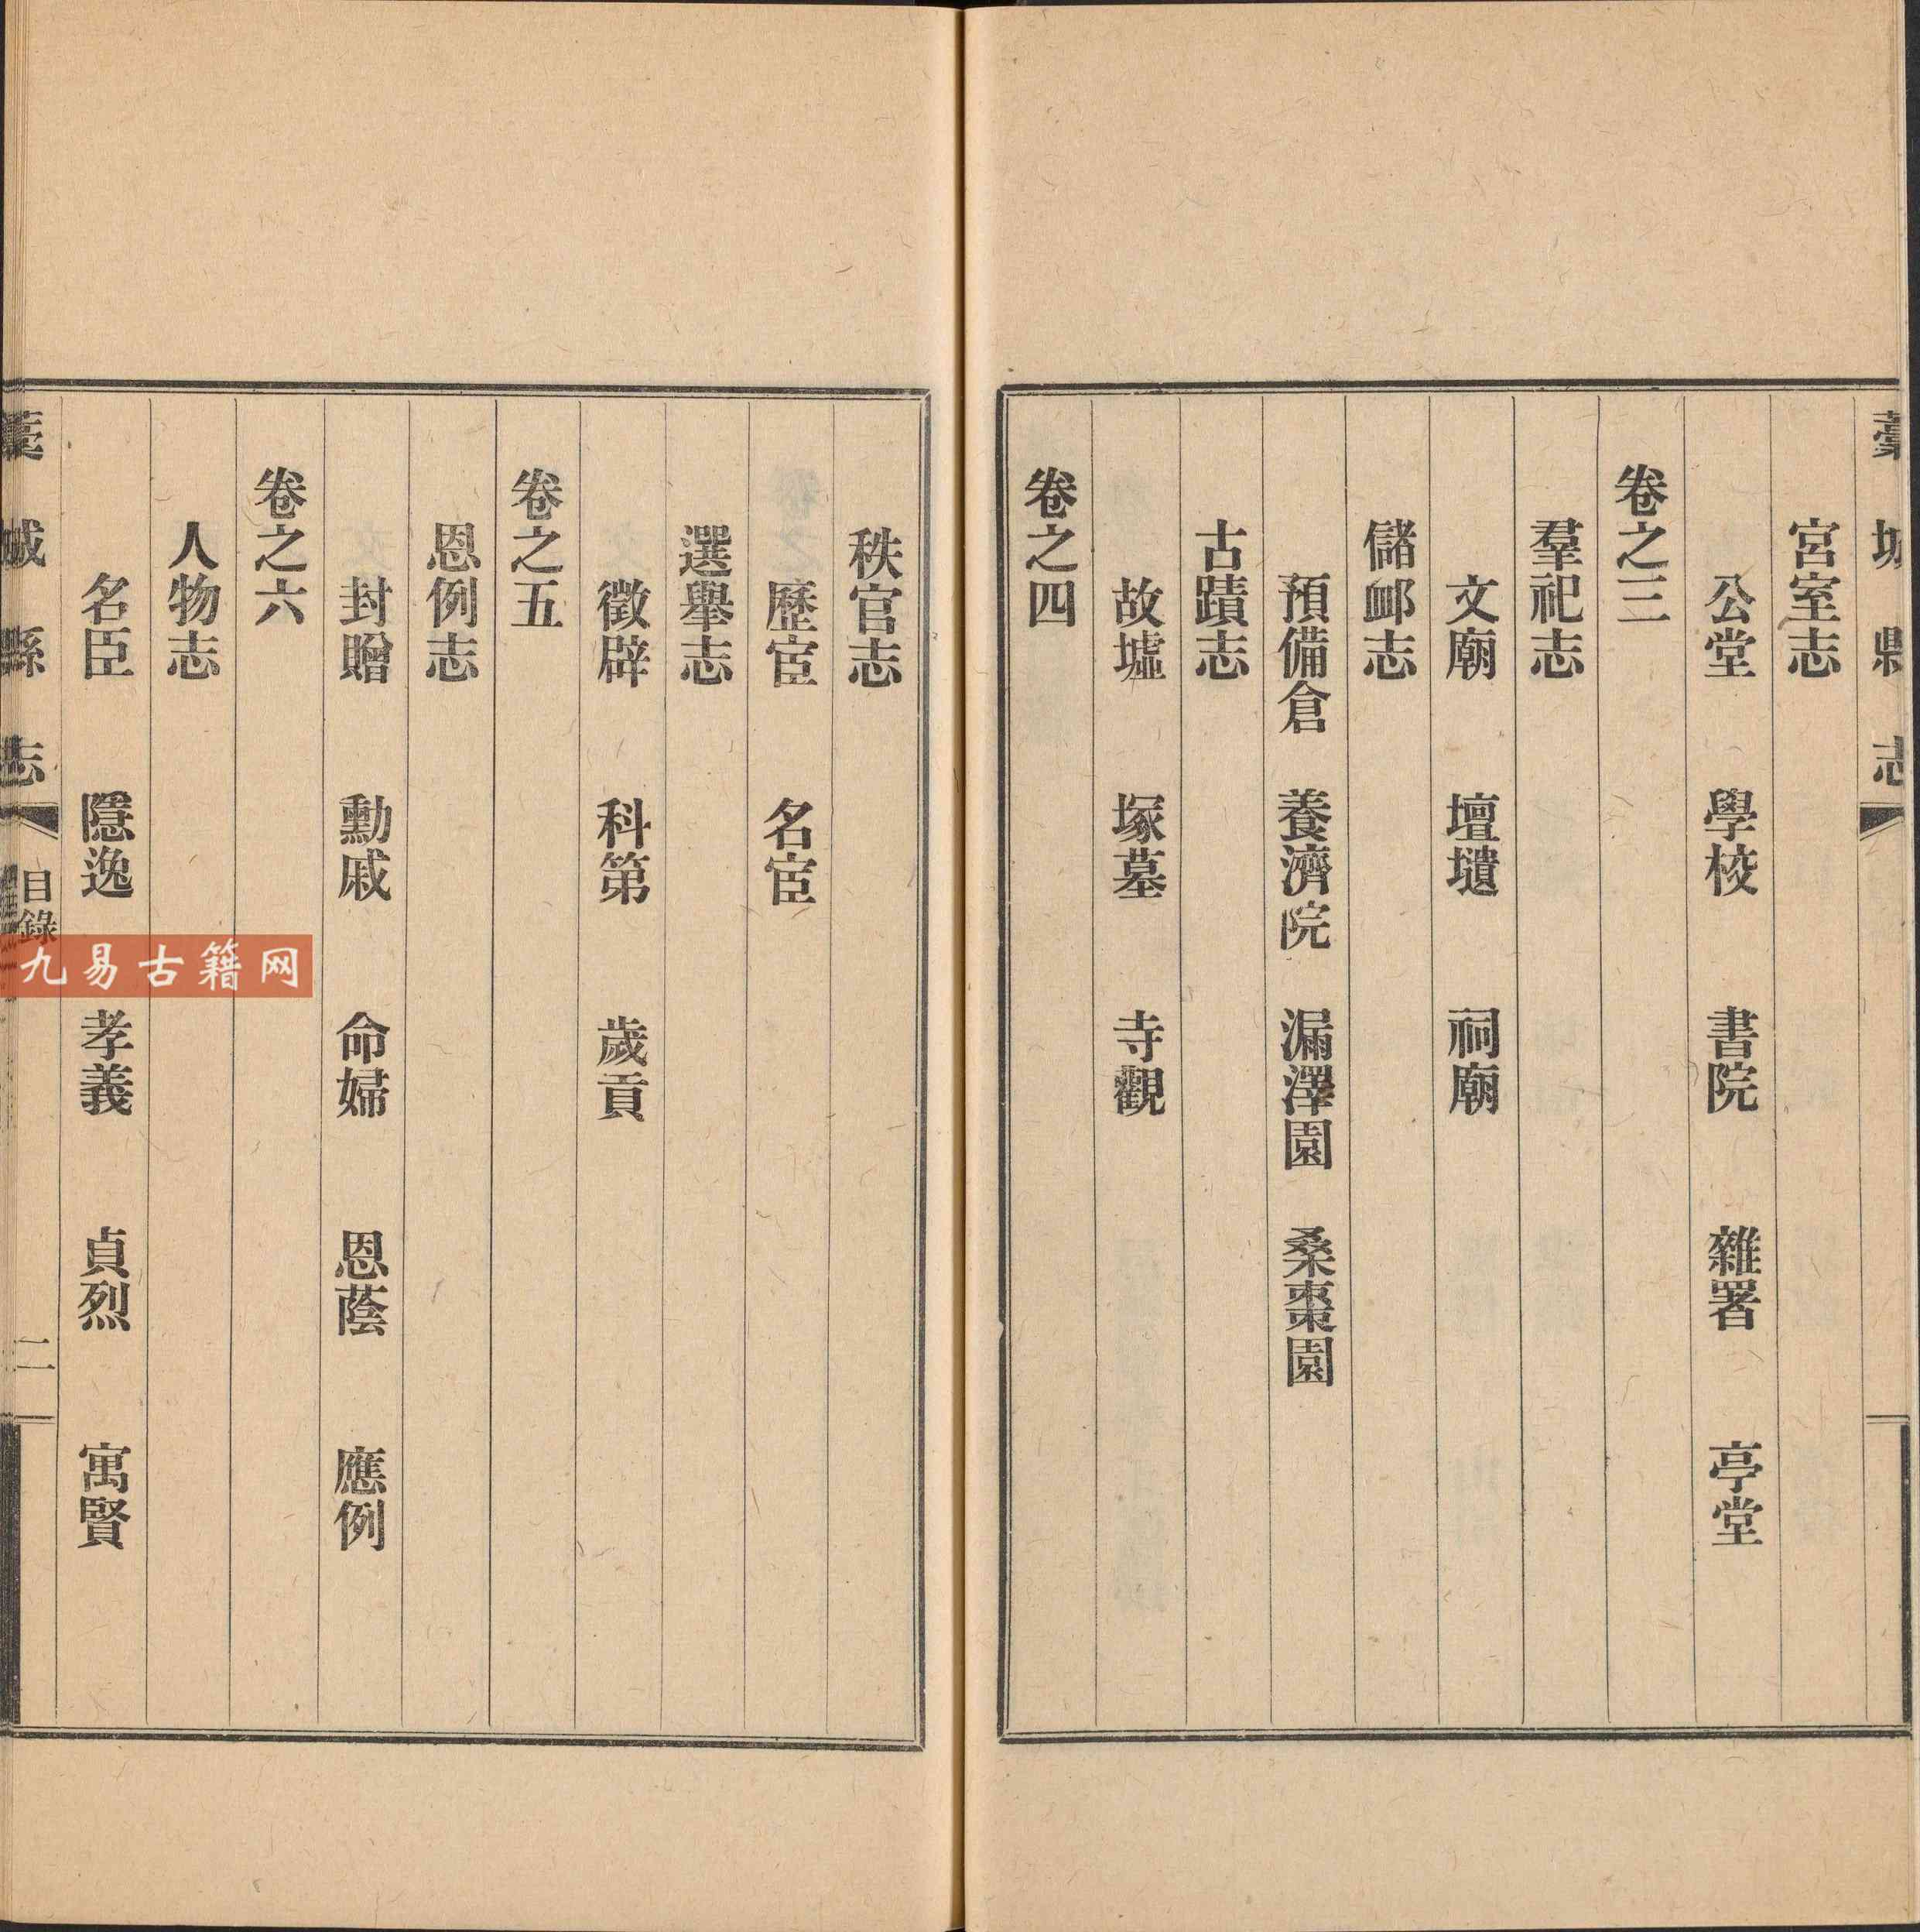 藁城縣志
宮室志
公堂 學校 書院 雜署 亭堂
卷之三
羣祀志
文廟 壇壝 祠廟
儲䘏志
預備倉 養濟院 漏澤園 桑棗園
古蹟志
故墟 塚墓 寺觀
卷之四
秩官志
歷宦 名宦
選舉志
徵辟 科第 歲貢
卷之五
恩例志
封贈 勳戚 命婦 恩蔭 應例
卷之六
人物志
名臣 隱逸 孝義 貞烈 寓賢
藁城縣志 目錄 二
九易古籍网